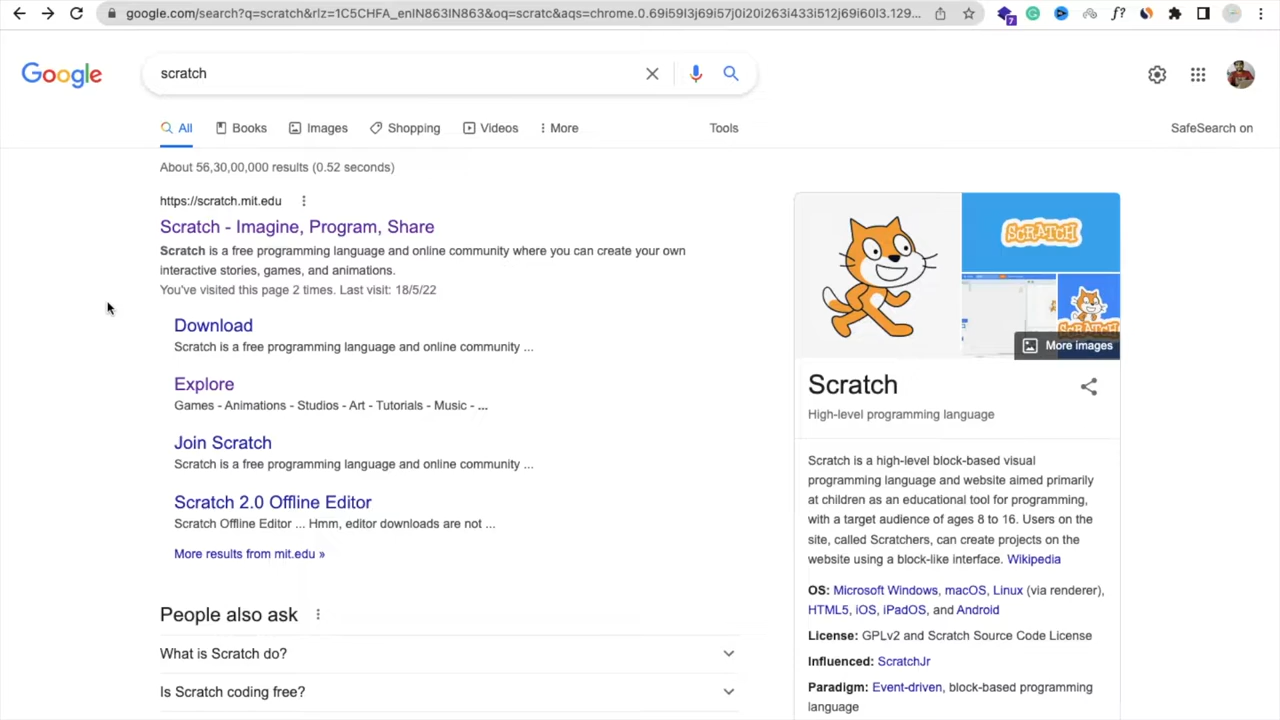 google.com/search?q=scratch&rlz=1C5CHFA_enIN863IN863&oq=scratc&aqs=chrome.0.69i59l3j69i57j0i20i263i433i512j69i60l3.129...
7
f?
Google
scratch
All
Books
Images
Shopping
Videos
More
Tools
SafeSearch on
About 56,30,00,000 results (0.52 seconds)
https://scratch.mit.edu
Scratch - Imagine, Program, Share
Scratch is a free programming language and online community where you can create your own
interactive stories, games, and animations.
You've visited this page 2 times. Last visit: 18/5/22
Download
Scratch is a free programming language and online community ...
Explore
Games - Animations - Studios - Art - Tutorials - Music - ...
Join Scratch
Scratch is a free programming language and online community ...
Scratch 2.0 Offline Editor
Scratch Offline Editor ... Hmm, editor downloads are not ...
More results from mit.edu »
People also ask
What is Scratch do?
Is Scratch coding free?
SCRATCH
SCRATCH
More images
Scratch
High-level programming language
Scratch is a high-level block-based visual
programming language and website aimed primarily
at children as an educational tool for programming,
with a target audience of ages 8 to 16. Users on the
site, called Scratchers, can create projects on the
website using a block-like interface. Wikipedia
OS: Microsoft Windows, macOS, Linux (via renderer),
HTML5, iOS, iPadOS, and Android
License: GPLv2 and Scratch Source Code License
Influenced: ScratchJr
Paradigm: Event-driven, block-based programming
language